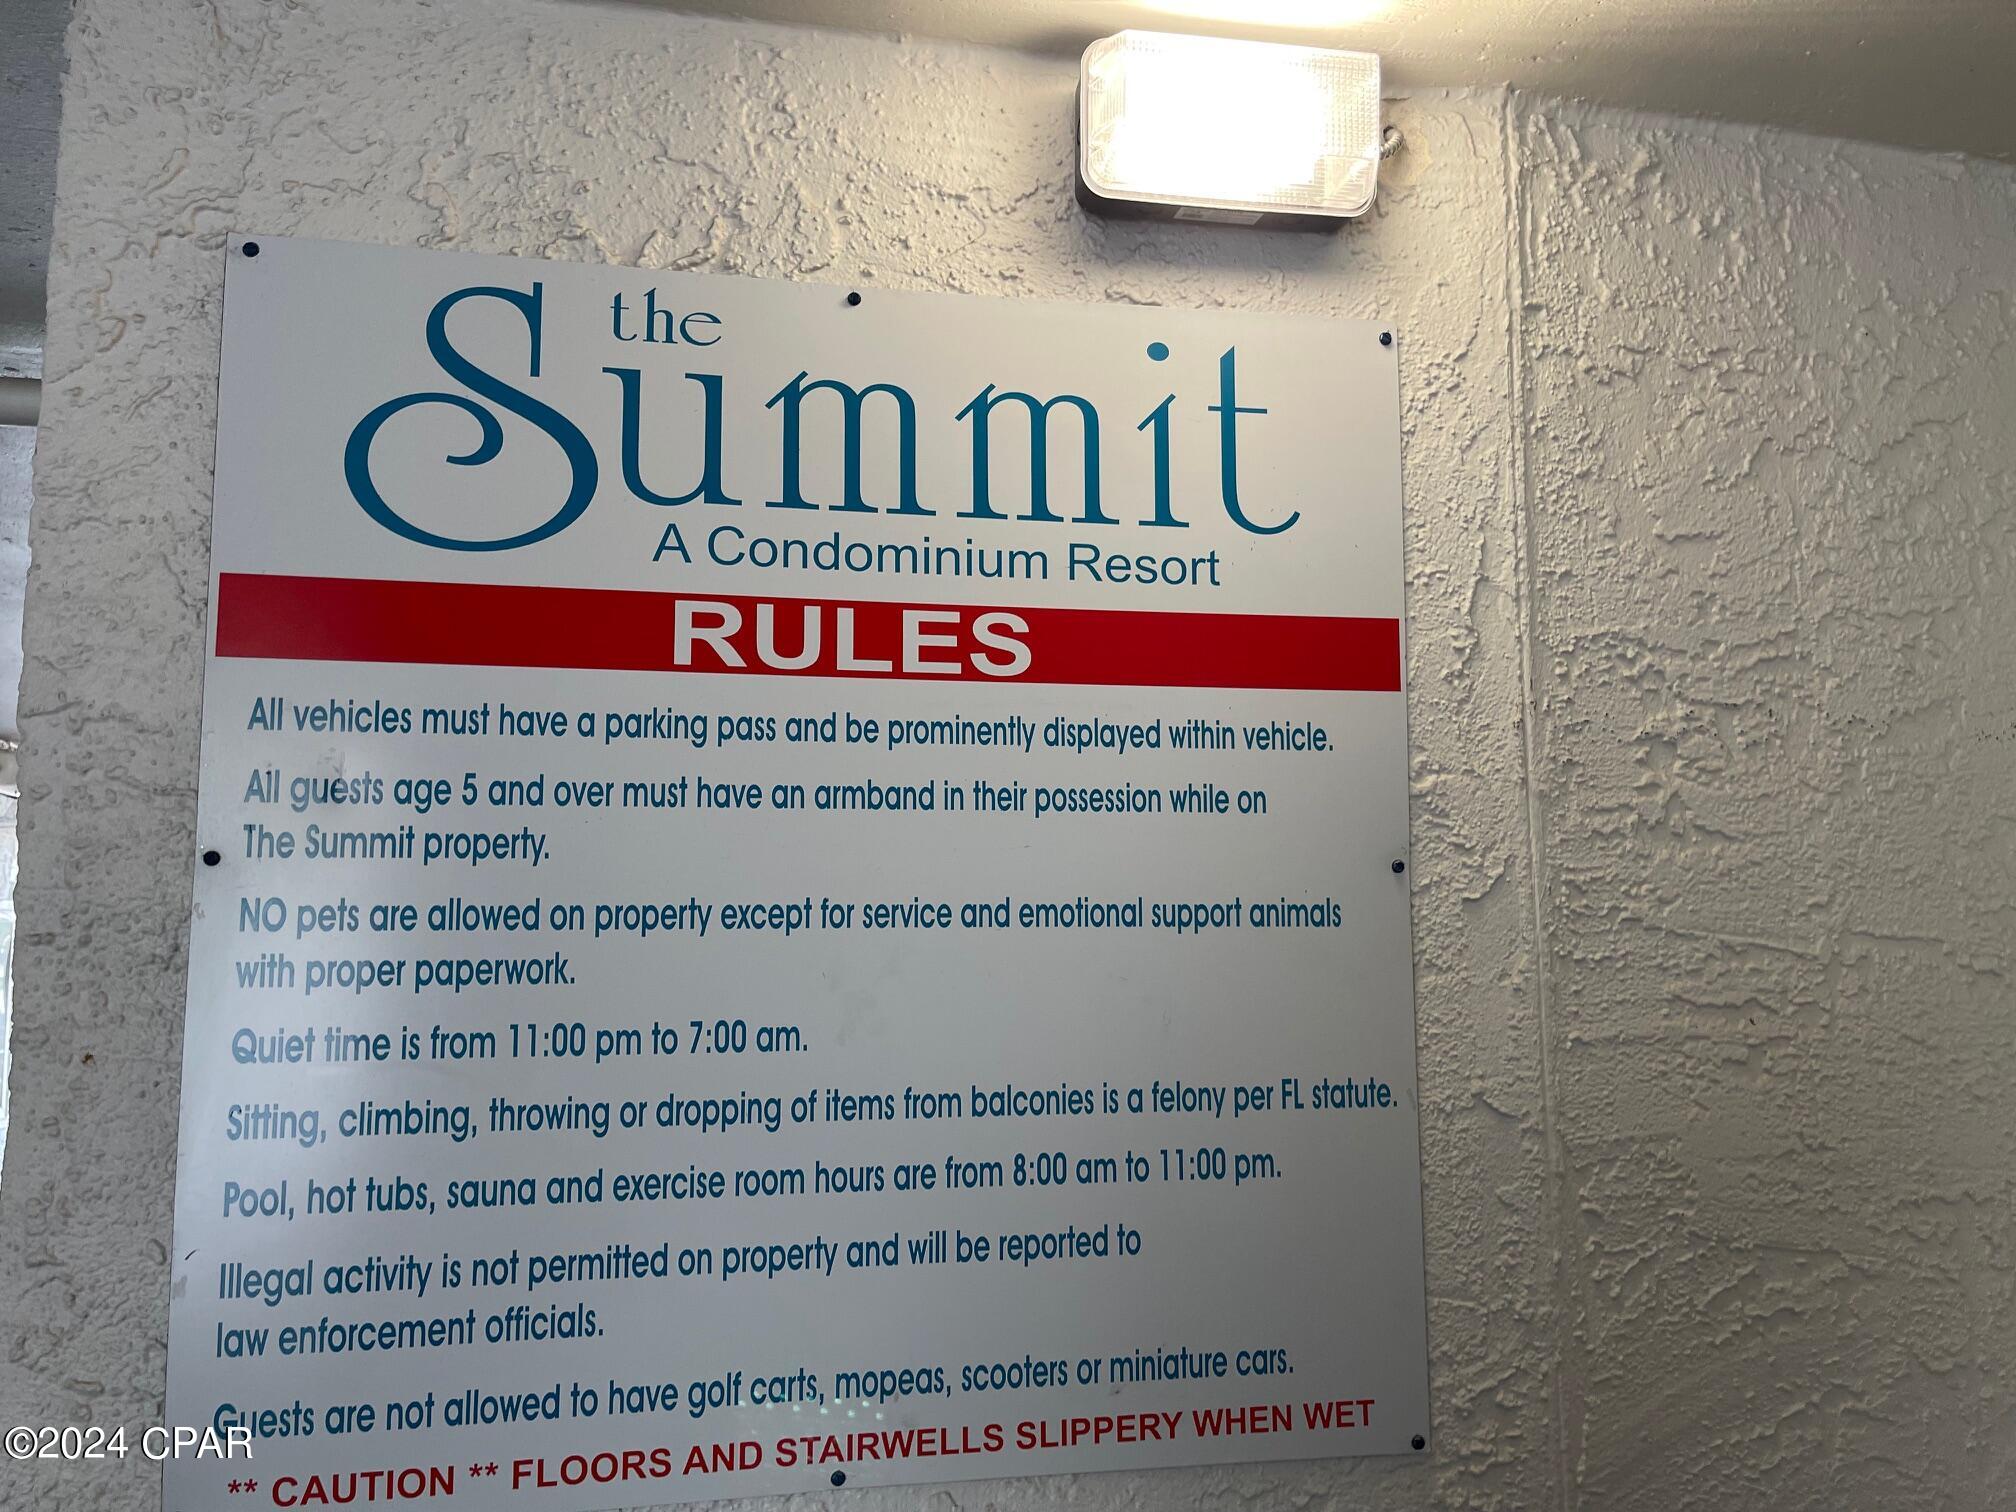 the
Summit
A Condominium Resort
RULES
All vehicles must have a parking pass and be prominently displayed within vehicle.
All guests age 5 and over must have an armband in their possession while on
The Summit property.
NO pets are allowed on property except for service and emotional support animals
with proper paperwork.
Quiet time is from 11:00 pm to 7:00 am.
Sitting, climbing, throwing or dropping of items from balconies is a felony per FL statute.
Pool, hot tubs, sauna and exercise room hours are from 8:00 am to 11:00 pm.
Illegal activity is not permitted on property and will be reported to
law enforcement officials.
Guests are not allowed to have golf carts, mopeas, scooters or miniature cars.
** CAUTION ** FLOORS AND STAIRWELLS SLIPPERY WHEN WET
©2024 CPAR